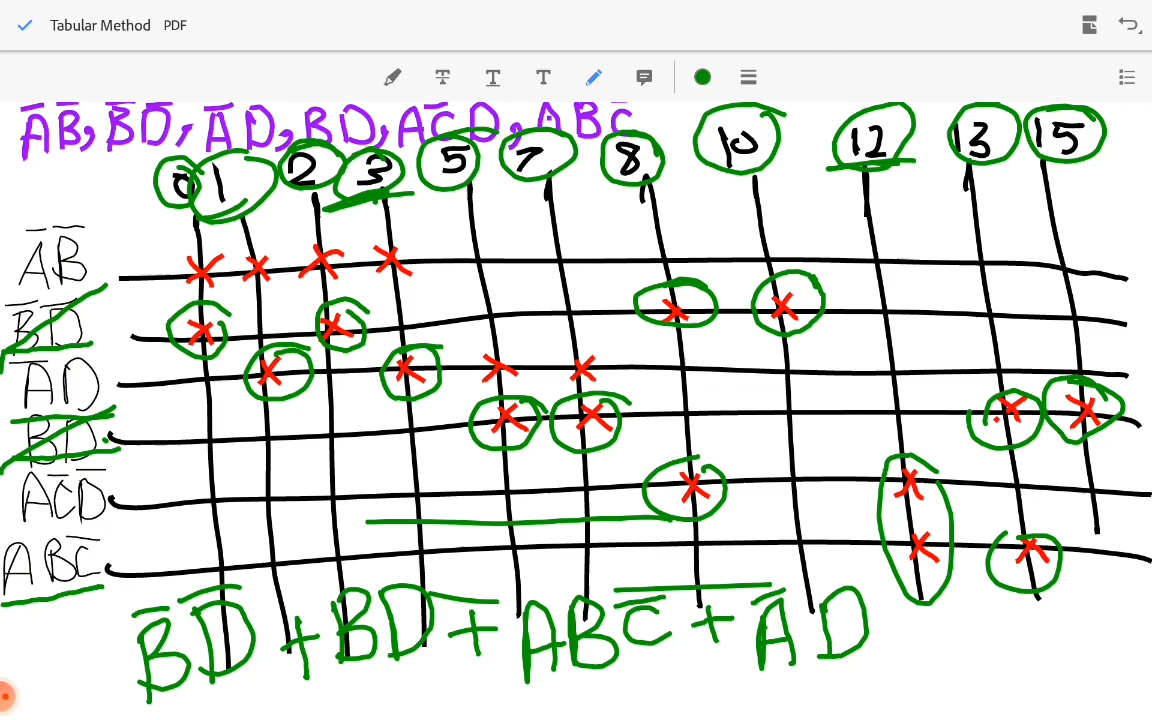 Tabular Method PDF
A̅B̅, B̅D̅, A̅D, BD, AC̅D, ABC̅
0 1 2 3 5 7 8 10 12 13 15
A̅B̅
B̅D̅
A̅D
BD
AC̅D̅
ABC̅
B̅D̅ + BD + ABC̅ + A̅D